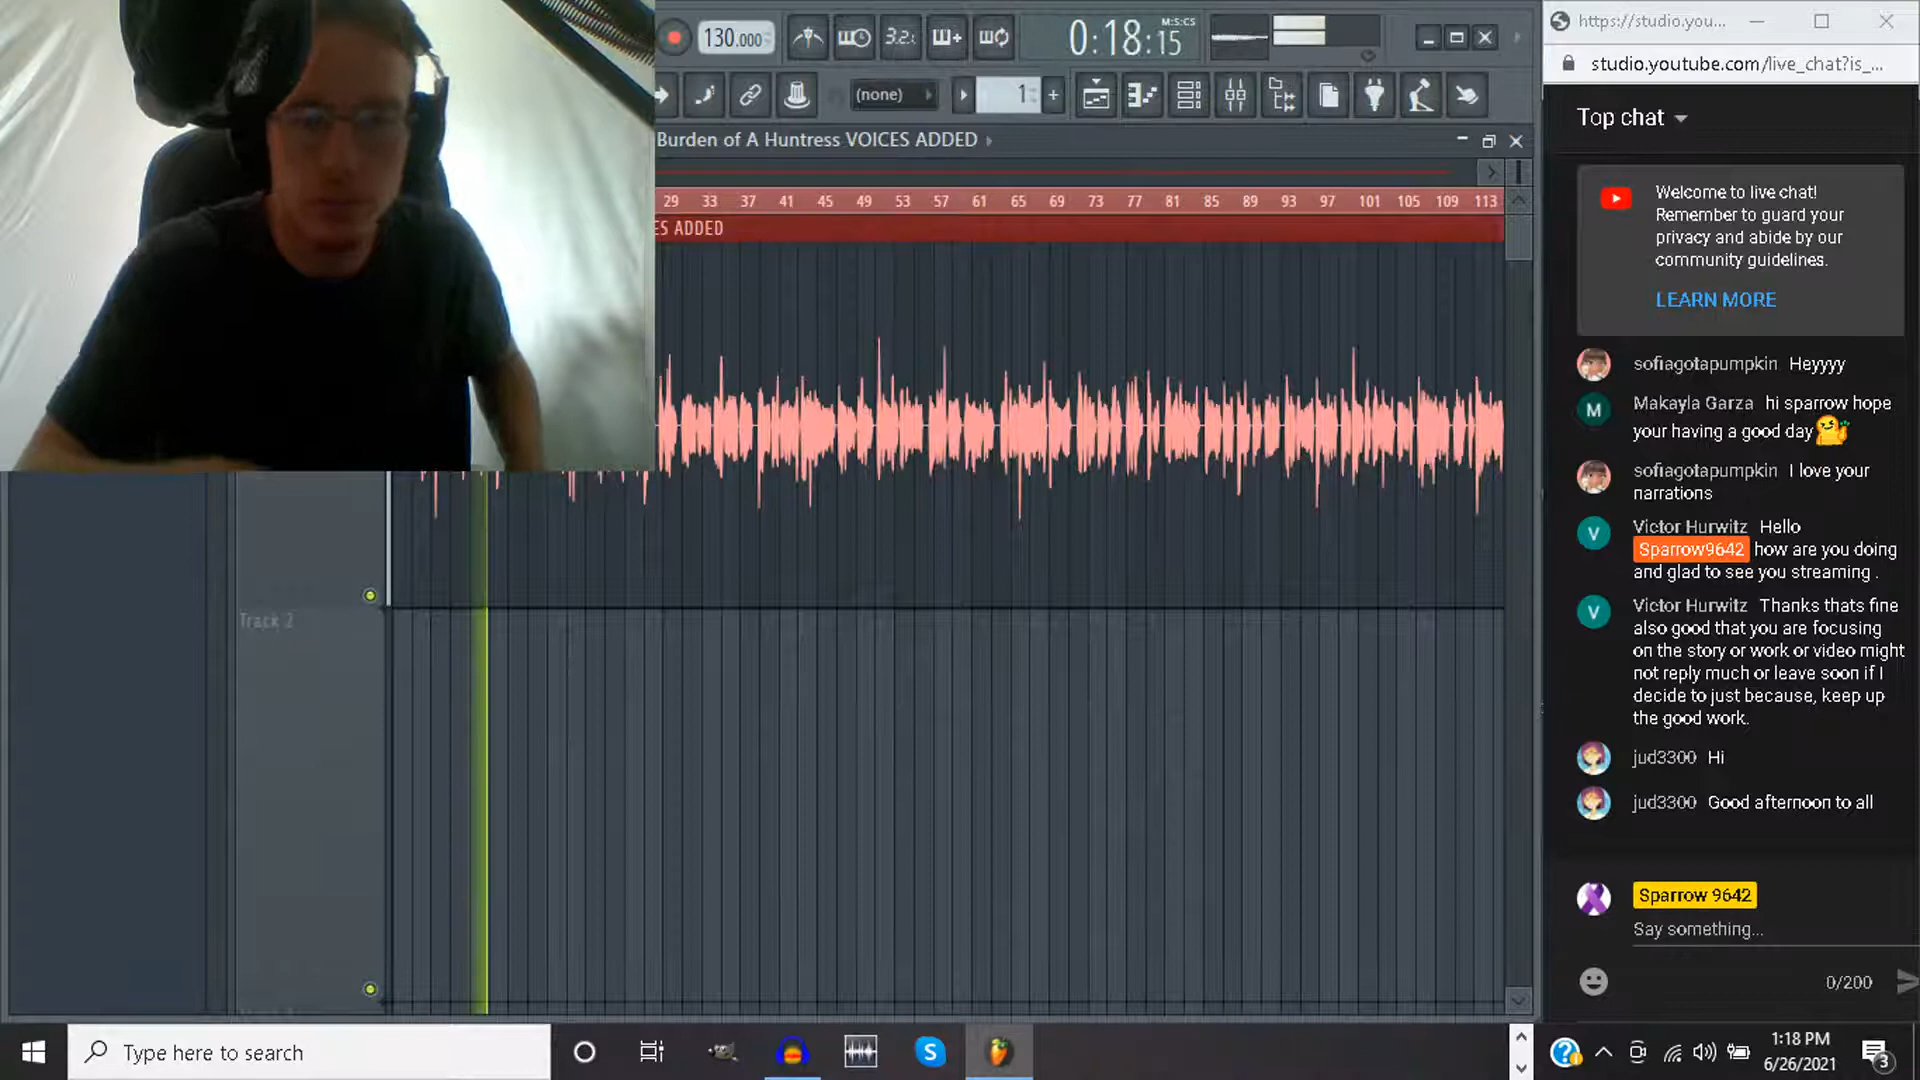 130.000
3.2:
0:18:15
M:S:CS
(none)
1
Burden of A Huntress VOICES ADDED
29 33 37 41 45 49 53 57 61 65 69 73 77 81 85 89 93 97 101 105 109 113
ES ADDED
Track 2
https://studio.you...
studio.youtube.com/live_chat?is_...
Top chat
Welcome to live chat!
Remember to guard your
privacy and abide by our
community guidelines.
LEARN MORE
sofiagotapumpkin Heyyyy
Makayla Garza hi sparrow hope
your having a good day
sofiagotapumpkin I love your
narrations
Victor Hurwitz Hello
Sparrow9642 how are you doing
and glad to see you streaming .
Victor Hurwitz Thanks thats fine
also good that you are focusing
on the story or work or video might
not reply much or leave soon if I
decide to just because, keep up
the good work.
jud3300 Hi
jud3300 Good afternoon to all
Sparrow 9642
Say something...
0/200
Type here to search
1:18 PM
6/26/2021
3